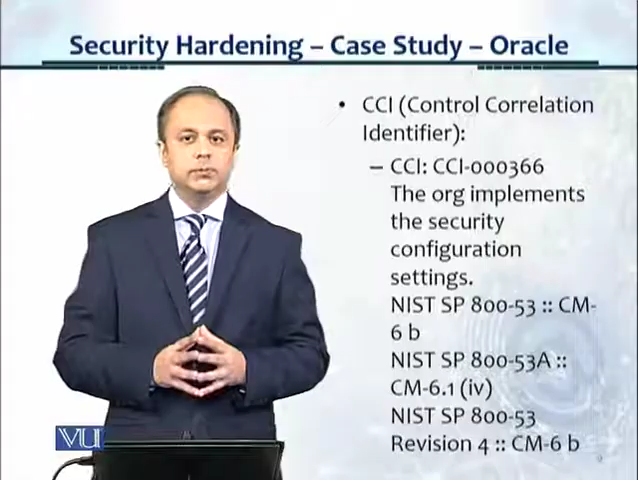 Security Hardening – Case Study – Oracle
• CCI (Control Correlation
Identifier):
– CCI: CCI-000366
The org implements
the security
configuration
settings.
NIST SP 800-53 :: CM-
6 b
NIST SP 800-53A ::
CM-6.1 (iv)
NIST SP 800-53
Revision 4 :: CM-6 b
VU